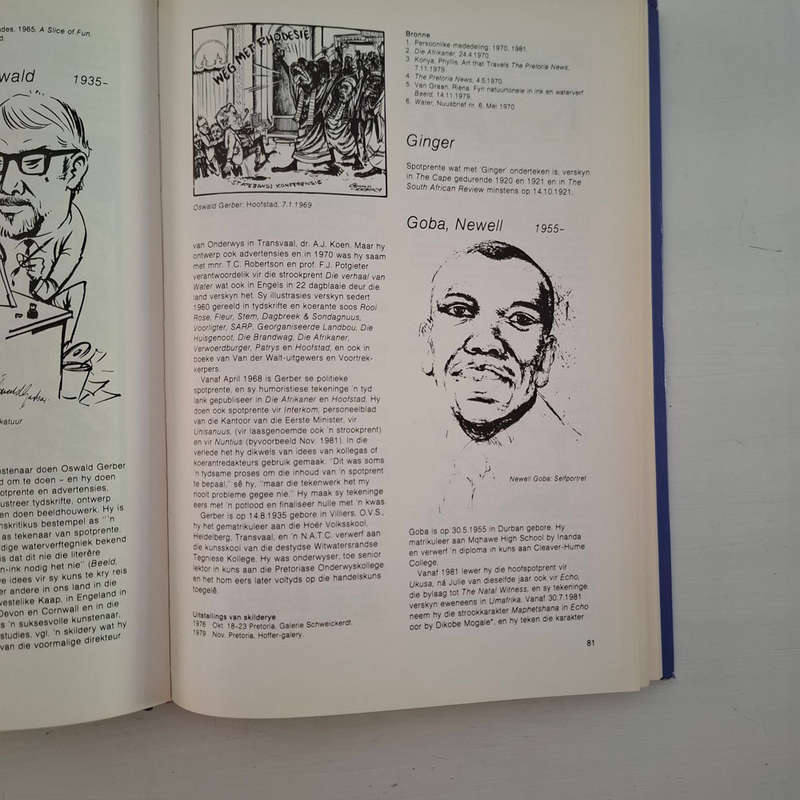 des, 1965. A Slice of Fun,
d.
wald 1935–
katuur
stenaar doen Oswald Gerber
d om te doen – en hy doen
otprente en advertensies,
ustreer tydskrifte, ontwerp
en doen beeldhouwerk. Hy is
nskritikus bestempel as "'n
as tekenaar van spotprente.
dige waterverftegniek bekend
is dat dit nie die literêre
n-ink nodig het nie" (Beeld,
e idees vir sy kuns te kry reis
r andere in ons land in die
vestelike Kaap, in Engeland in
Devon en Cornwall en in die
s 'n suksesvolle kunstenaar,
studies, vgl. 'n skildery wat hy
van die voormalige direkteur
WEG MET RHODESIE
STATEBONDS KONFERENSIE
Oswald Gerber: Hoofstad, 7.1.1969
van Onderwys in Transvaal, dr. A.J. Koen. Maar hy
ontwerp ook advertensies en in 1970 was hy saam
met mnr. T.C. Robertson en prof. F.J. Potgieter
verantwoordelik vir die strookprent Die verhaal van
Water wat ook in Engels in 22 dagblaaie deur die
land verskyn het. Sy illustrasies verskyn sedert
1960 gereeld in tydskrifte en koerante soos Rooi
Rose, Fleur, Stem, Dagbreek & Sondagnuus,
Voorligter, SARP, Georganiseerde Landbou, Die
Huisgenoot, Die Brandwag, Die Afrikaner,
Verwoerdburger, Patrys en Hoofstad, en ook in
boeke van Van der Walt-uitgewers en Voortrek-
kerpers.
Vanaf April 1968 is Gerber se politieke
spotprente, en sy humoristiese tekeninge 'n tyd
lank gepubliseer in Die Afrikaner en Hoofstad. Hy
doen ook spotprente vir Interkom, personeelblad
van die Kantoor van die Eerste Minister, vir
Unisanuus, (vir laasgenoemde ook 'n strookprent)
en vir Nuntius (byvoorbeeld Nov. 1981). In die
verlede het hy dikwels van idees van kollegas of
koerantredakteurs gebruik gemaak. "Dit was soms
'n tydsame proses om die inhoud van 'n spotprent
te bepaal," sê hy, "maar die tekenwerk het my
nooit probleme gegee nie." Hy maak sy tekeninge
eers met 'n potlood en finaliseer hulle met 'n kwas.
Gerber is op 14.8.1935 gebore in Villiers, O.V.S.,
hy het gematrikuleer aan die Hoër Volksskool,
Heidelberg, Transvaal, en 'n N.A.T.C. verwerf aan
die kunsskool van die destydse Witwatersrandse
Tegniese Kollege. Hy was onderwyser, toe senior
lektor in kuns aan die Pretoriase Onderwyskollege
en het hom eers later voltyds op die handelskuns
toegelê.
Uitstallings van skilderye
1976 Okt. 18-23 Pretoria, Galerie Schweickerdt.
1979 Nov. Pretoria, Hoffer-galery.
Bronne
1. Persoonlike mededeling: 1970, 1981.
2. Die Afrikaner, 24.4.1970.
3 Konya, Phyllis. Art that Travels The Pretoria News,
7.11.1979.
4. The Pretoria News, 4.5.1970.
5. Van Graan, Riena. Fyn natuurtonele in ink en waterverf
Beeld. 14.11.1979
6. Water, Nuusbrief nr. 6. Mei 1970
Ginger
Spotprente wat met 'Ginger' onderteken is, verskyn
in The Cape gedurende 1920 en 1921 en in The
South African Review minstens op 14.10.1921.
Goba, Newell 1955–
Newell Goba: Selfportret
Goba is op 30.5.1955 in Durban gebore. Hy
matrikuleer aan Mqhawe High School by Inanda
en verwerf 'n diploma in kuns aan Cleaver-Hume
College.
Vanaf 1981 lewer hy die hoofspotprent vir
Ukusa, ná Julie van dieselfde jaar ook vir Echo,
die bylaag tot The Natal Witness, en sy tekeninge
verskyn eweneens in Umafrika. Vanaf 30.7.1981
neem hy die strookkarakter Maphetshana in Echo
oor by Dikobe Mogale*, en hy teken die karakter
81